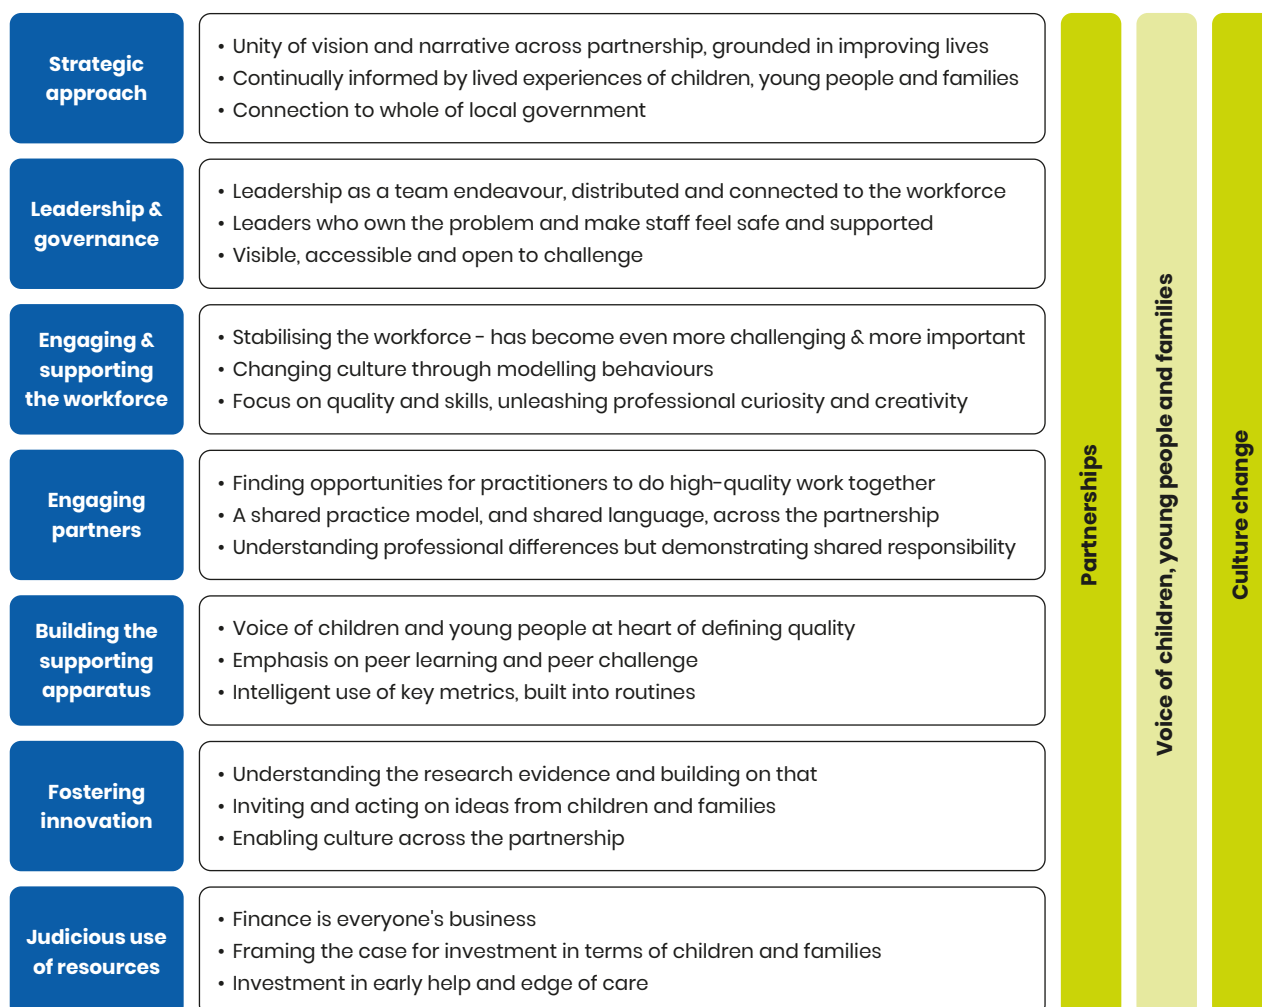 Strategic
approach
• Unity of vision and narrative across partnership, grounded in improving lives
• Continually informed by lived experiences of children, young people and families
• Connection to whole of local government
Leadership &
governance
• Leadership as a team endeavour, distributed and connected to the workforce
• Leaders who own the problem and make staff feel safe and supported
• Visible, accessible and open to challenge
Engaging &
supporting
the workforce
• Stabilising the workforce - has become even more challenging & more important
• Changing culture through modelling behaviours
• Focus on quality and skills, unleashing professional curiosity and creativity
Engaging
partners
• Finding opportunities for practitioners to do high-quality work together
• A shared practice model, and shared language, across the partnership
• Understanding professional differences but demonstrating shared responsibility
Building the
supporting
apparatus
• Voice of children and young people at heart of defining quality
• Emphasis on peer learning and peer challenge
• Intelligent use of key metrics, built into routines
Fostering
innovation
• Understanding the research evidence and building on that
• Inviting and acting on ideas from children and families
• Enabling culture across the partnership
Judicious use
of resources
• Finance is everyone's business
• Framing the case for investment in terms of children and families
• Investment in early help and edge of care
Partnerships
Voice of children, young people and families
Culture change